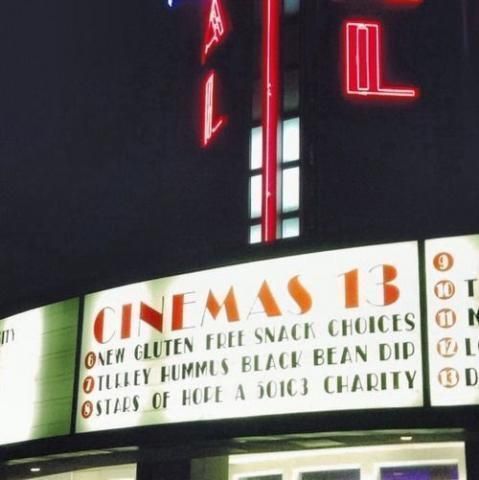 CINEMAS 13
6 NEW GLUTEN FREE SNACK CHOICES
7 TURKEY HUMMUS BLACK BEAN DIP
8 STARS OF HOPE A 501C3 CHARITY
9
10 T
11
12 L
13 D